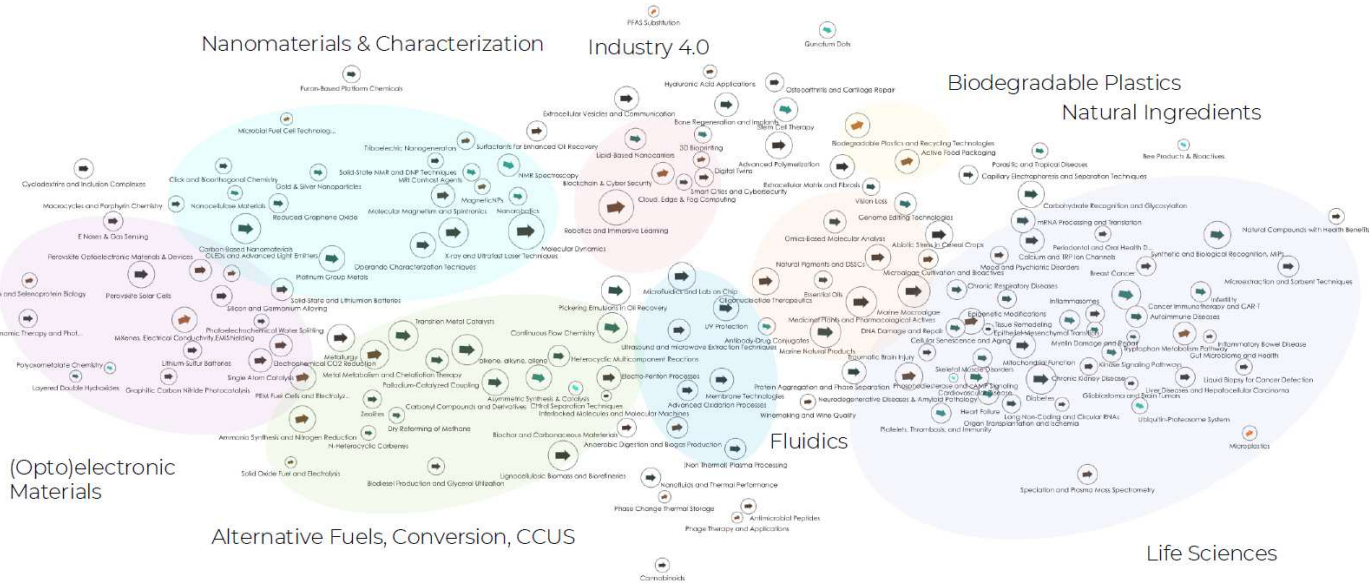 PFAS Substitution
Nanomaterials & Characterization
Industry 4.0
Quantum Dots
Furan-Based Platform Chemicals
Hyaluronic Acid Applications
Osteoarthritis and Cartilage Repair
Biodegradable Plastics
Natural Ingredients
Extracellular Vesicles and Communication
Bone Regeneration and Implants
Stem Cell Therapy
Microbial Fuel Cell Technolog...
Biodegradable Plastics and Recycling Technologies
Triboelectric Nanogenerators
Surfactants for Enhanced Oil Recovery
Lipid-Based Nanocarriers
3D Bioprinting
Advanced Polymerization
Active Food Packaging
Parasitic and Tropical Diseases
Bee Products & Bioactives
Cyclodextrins and Inclusion Complexes
Click and Bioorthogonal Chemistry
Solid-State NMR and DNP Techniques
NMR Spectroscopy
Digital Twins
Capillary Electrophoresis and Separation Techniques
MRI Contrast Agents
Blockchain & Cyber Security
Smart Cities and Cybersecurity
Extracellular Matrix and Fibrosis
Gold & Silver Nanoparticles
MagneticNPs
Cloud, Edge & Fog Computing
Vision Loss
Nanocellulose Materials
Macrocycles and Porphyrin Chemistry
Nanorobotics
Carbohydrate Recognition and Glycosylation
Reduced Graphene Oxide
Molecular Magnetism and Spintronics
Genome Editing Technologies
mRNA Processing and Translation
Natural Compounds with Health Benefits
E Noses & Gas Sensing
Robotics and Immersive Learning
Omics-Based Molecular Analysis
Carbon-Based Nanomaterials
Molecular Dynamics
Abiotic Stress in Cereal Crops
Periodontal and Oral Health D...
Calcium and TRP Ion Channels
Synthetic and Biological Recognition, MIPs
Perovskite Optoelectronic Materials & Devices
OLEDs and Advanced Light Emitters
X-ray and Ultrafast Laser Techniques
Operando Characterization Techniques
Natural Pigments and DSSCs
Mood and Psychiatric Disorders
Microalgae Cultivation and Bioactives
Breast Cancer
Microextraction and Sorbent Techniques
Perovskite Solar Cells
Platinum Group Metals
Microfluidics and Lab on Chip
and Selenoprotein Biology
Solid-State and Lithiumion Batteries
Essential Oils
Chronic Respiratory Diseases
Infertility
Silicon and Germanium Alloying
Pickering Emulsions in Oil Recovery
Oligonucleotide Therapeutics
Marine Macroalgae
Inflammasomes
Cancer Immunotherapy and CAR-T
Epigenetic Modifications
Autoimmune Diseases
Medicinal Plants and Pharmacological Actives
Transition Metal Catalysts
UV Protection
Photoelectrochemical Water Splitting
Continuous Flow Chemistry
DNA Damage and Repair
Tissue Remodeling
MXenes, Electrical Conductivity, EMIShielding
Epithelial-Mesenchymal Transition
Cellular Senescence and Aging
Myelin Damage and Repair
Antibody-Drug Conjugates
Ultrasound and microwave Extraction Techniques
Tryptophan Metabolism Pathway
Inflammatory Bowel Disease
Marine Natural Products
Gut Microbiome and Health
Metallurgy
Alkene, alkyne, allene
Heterocyclic Multicomponent Reactions
Traumatic Brain Injury
Mitochondrial Function
Lithium-Sulfur Batteries
Electrochemical CO2 Reduction
Kinase Signaling Pathway
Polyoxometalate Chemistry
Metal Metabolism and Chelatation Therapy
Skeletal Muscle Disorders
Layered Double Hydroxides
Single Atom Catalysis
Electro-Fenton Processes
Chronic Kidney Disease
Liquid Biopsy for Cancer Detection
Graphitic Carbon Nitride Photocatalysis
Palladium-Catalyzed Coupling
Membrane Technologies
Protein Aggregation and Phase Separation
Phosphodiesterase and cAMP Signaling
Liver Disease and Hepatocellular Carcinoma
PEM Fuel Cells and Electrolyz...
Asymmetric Synthesis & Catalysis
Cardiovascular Disease
Diabetes
Glioblastoma and Brain Tumors
Neurodegenerative Diseases & Amyloid Pathology
Chiral Separation Techniques
Advanced Oxidation Processes
Carbonyl Compounds and Derivatives
Interlocked Molecules and Molecular Machines
Zeolites
Heart Failure
Long Non-Coding and Circular RNAs
Winemaking and Wine Quality
Ubiquitin-Proteasome System
Dry Reforming of Methane
Organ Transplantation and Ischemia
Platelets, Thrombosis, and Immunity
Ammonia Synthesis and Nitrogen Reduction
Biochar and Carbonaceous Materials
N-Heterocyclic Carbenes
Anaerobic Digestion and Biogas Production
Fluidics
Microplastics
(Opto)electronic
Materials
Solid Oxide Fuel and Electrolysis
(Non Thermal) Plasma Processing
Lignocellulosic Biomass and Biorefineries
Biodiesel Production and Glycerol Utilization
Nanofluids and Thermal Performance
Speciation and Plasma Mass Spectrometry
Phase Change Thermal Storage
Antimicrobial Peptides
Phage Therapy and Applications
Alternative Fuels, Conversion, CCUS
Life Sciences
Cannabinoids